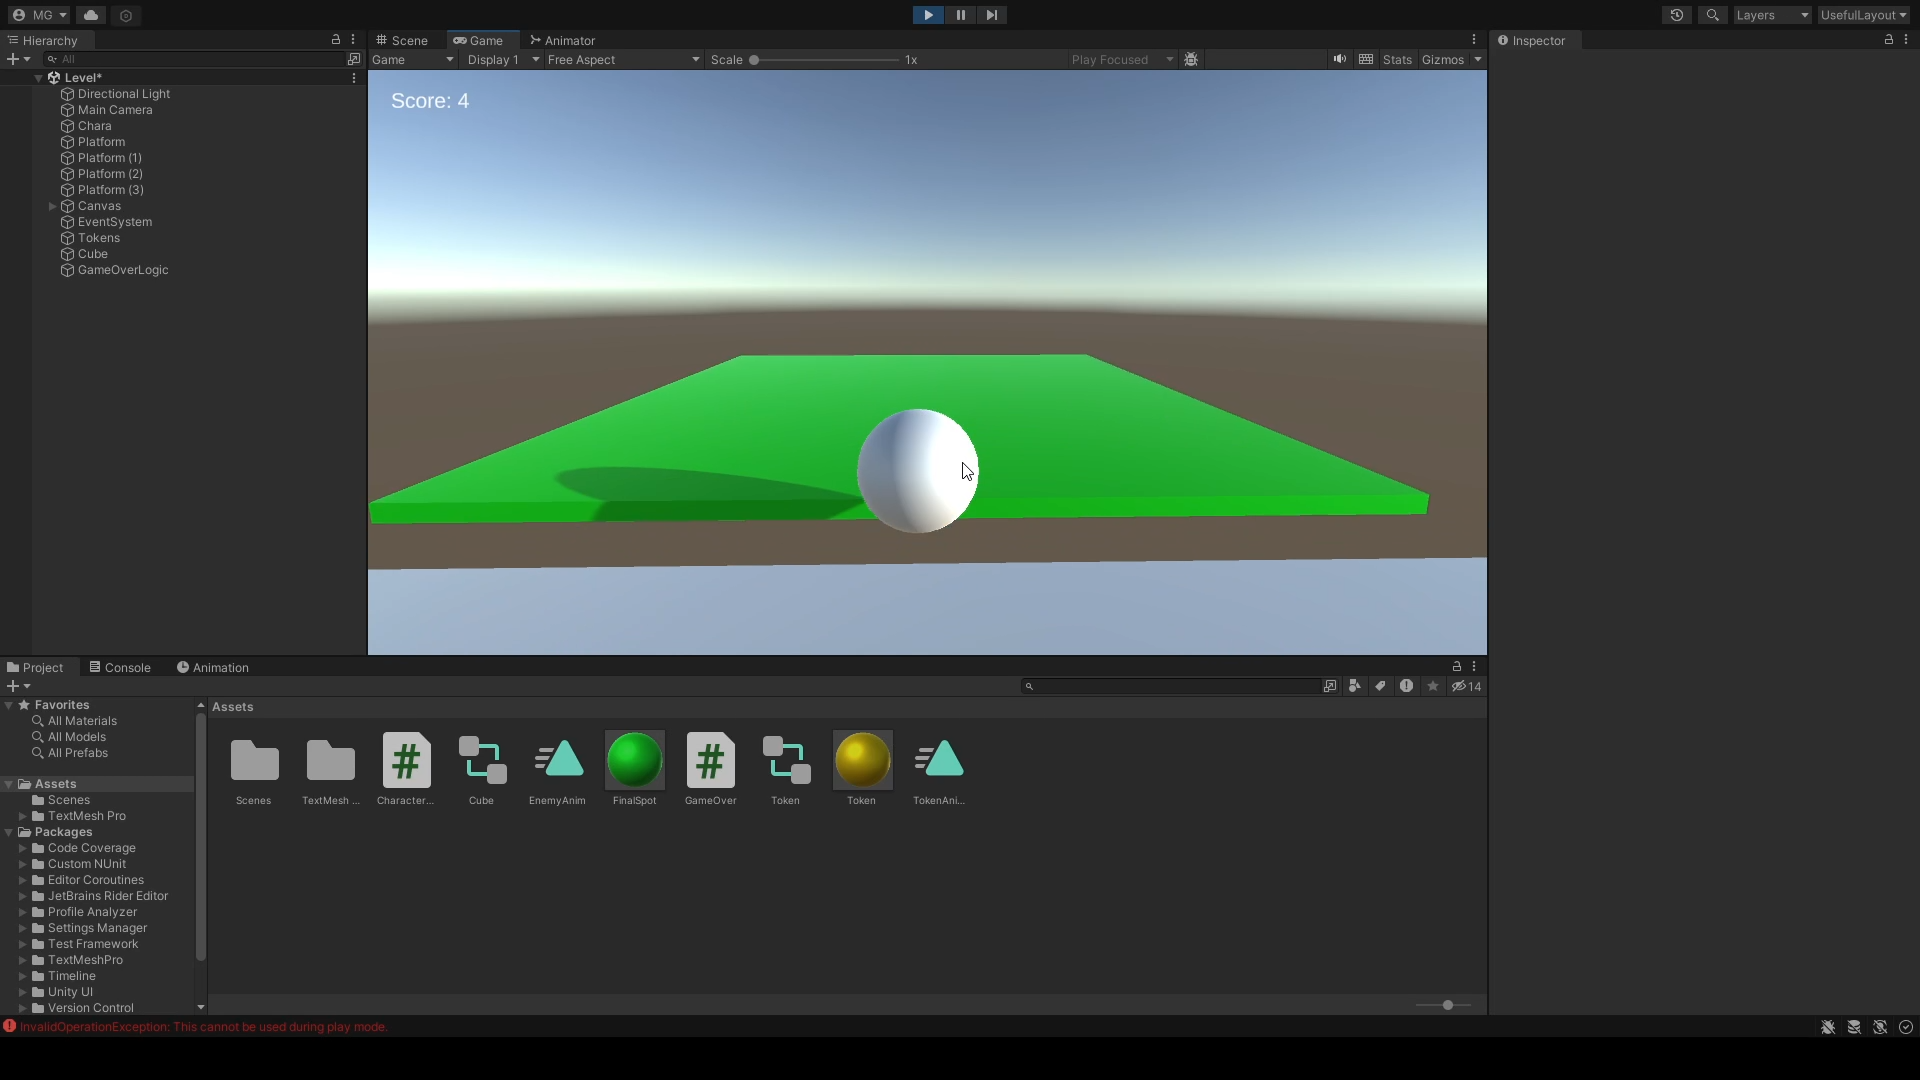 MG
Layers
UsefulLayout
Hierarchy
Scene
Game
Animator
Inspector
All
Game
Display 1
Free Aspect
Scale
1x
Play Focused
Stats
Gizmos
Level*
Directional Light
Main Camera
Chara
Platform
Platform (1)
Platform (2)
Platform (3)
Canvas
EventSystem
Tokens
Cube
GameOverLogic
Score: 4
Project
Console
Animation
14
Favorites
All Materials
All Models
All Prefabs
Assets
Scenes
TextMesh Pro
Packages
Code Coverage
Custom NUnit
Editor Coroutines
JetBrains Rider Editor
Profile Analyzer
Settings Manager
Test Framework
TextMeshPro
Timeline
Unity UI
Version Control
Assets
Scenes
TextMesh ...
Character...
Cube
EnemyAnim
FinalSpot
GameOver
Token
Token
TokenAni...
InvalidOperationException: This cannot be used during play mode.